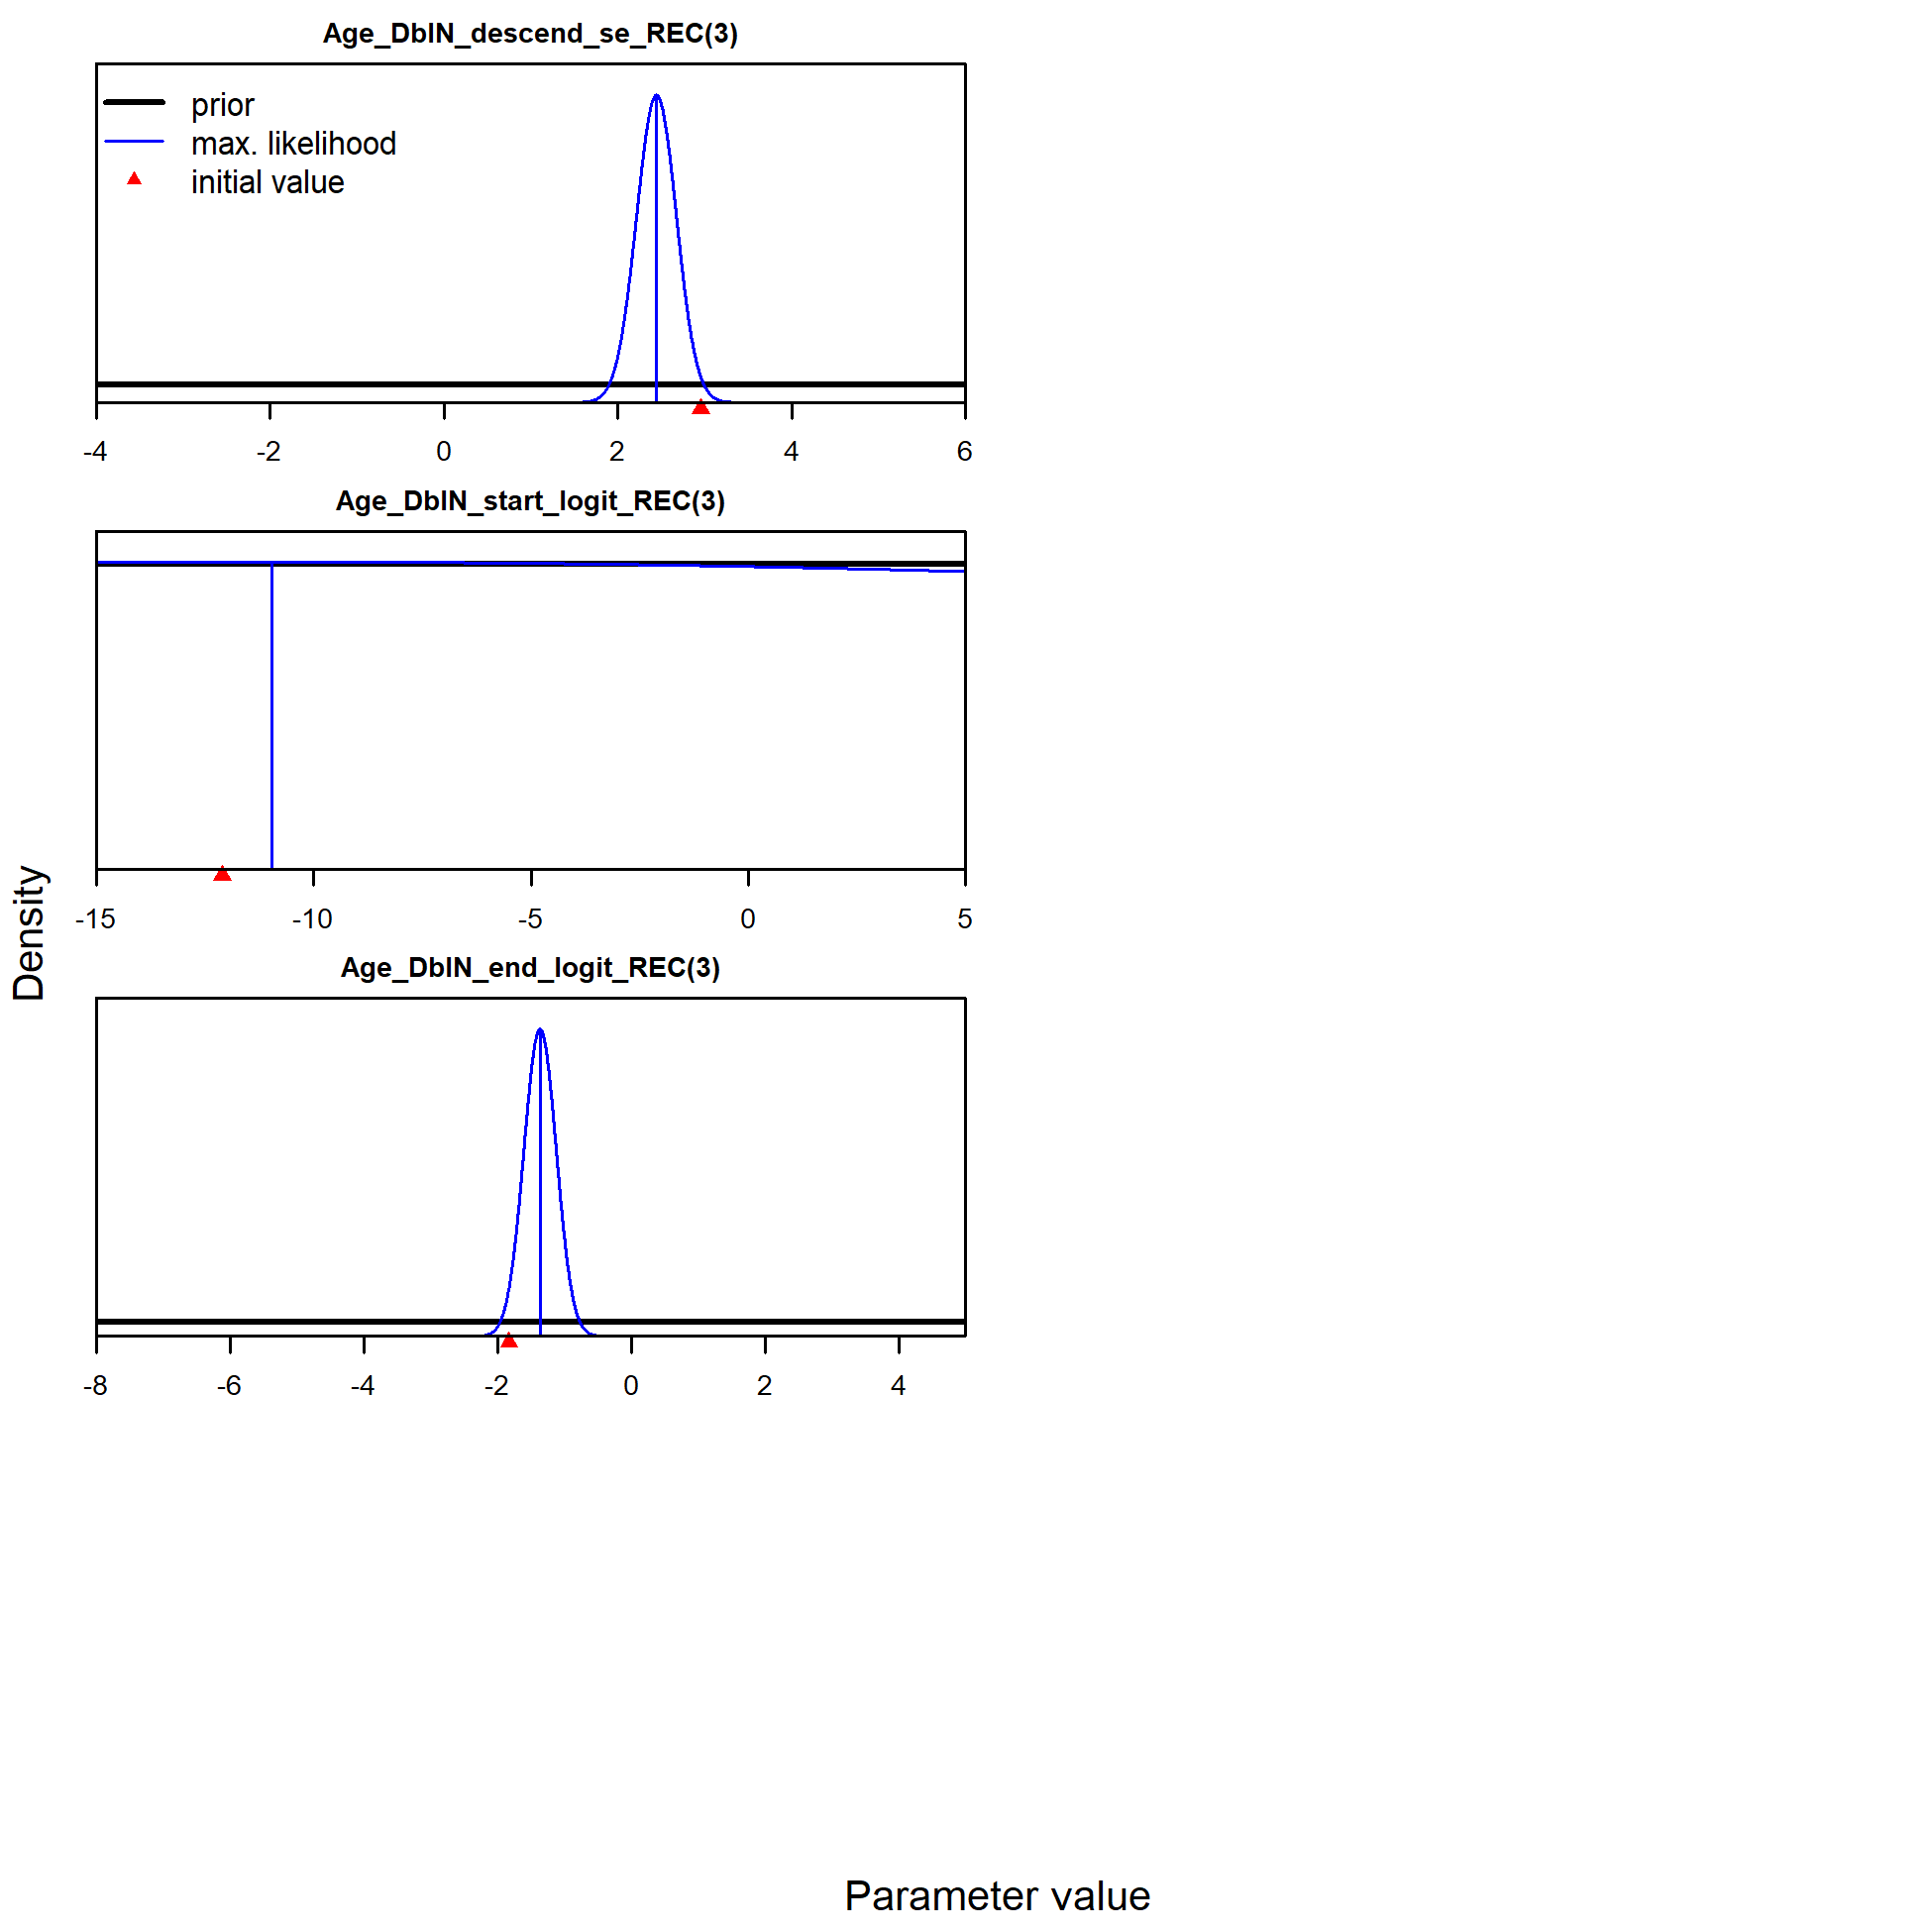 Age_DblN_descend_se_REC(3)
prior
max. likelihood
initial value
-4 -2 0 2 4 6
Age_DblN_start_logit_REC(3)
-15 -10 -5 0 5
Age_DblN_end_logit_REC(3)
-8 -6 -4 -2 0 2 4
Density
Parameter value